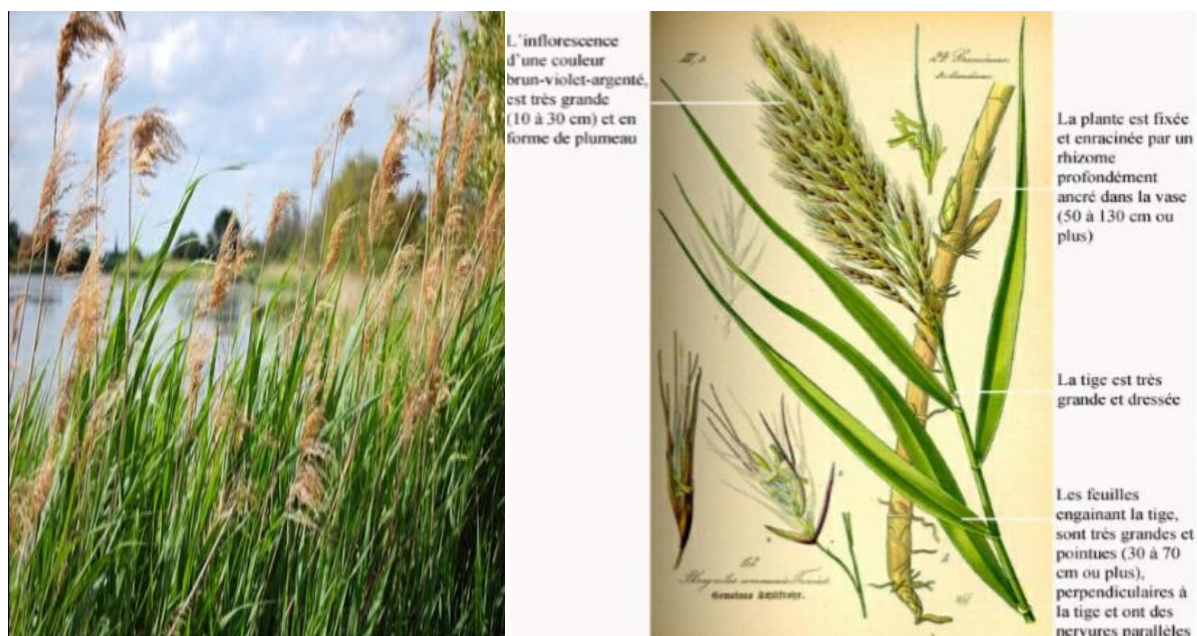 L'inflorescence
d'une couleur
brun-violet-argenté,
est très grande
(10 à 30 cm) et en
forme de plumeau
La plante est fixée
et enracinée par un
rhizome
profondément
ancré dans la vase
(50 à 130 cm ou
plus)
La tige est très
grande et dressée
Les feuilles
engainant la tige,
sont très grandes et
pointues (30 à 70
cm ou plus),
perpendiculaires à
la tige et ont des
nervures parallèles
Gemeines Schilfrohr.